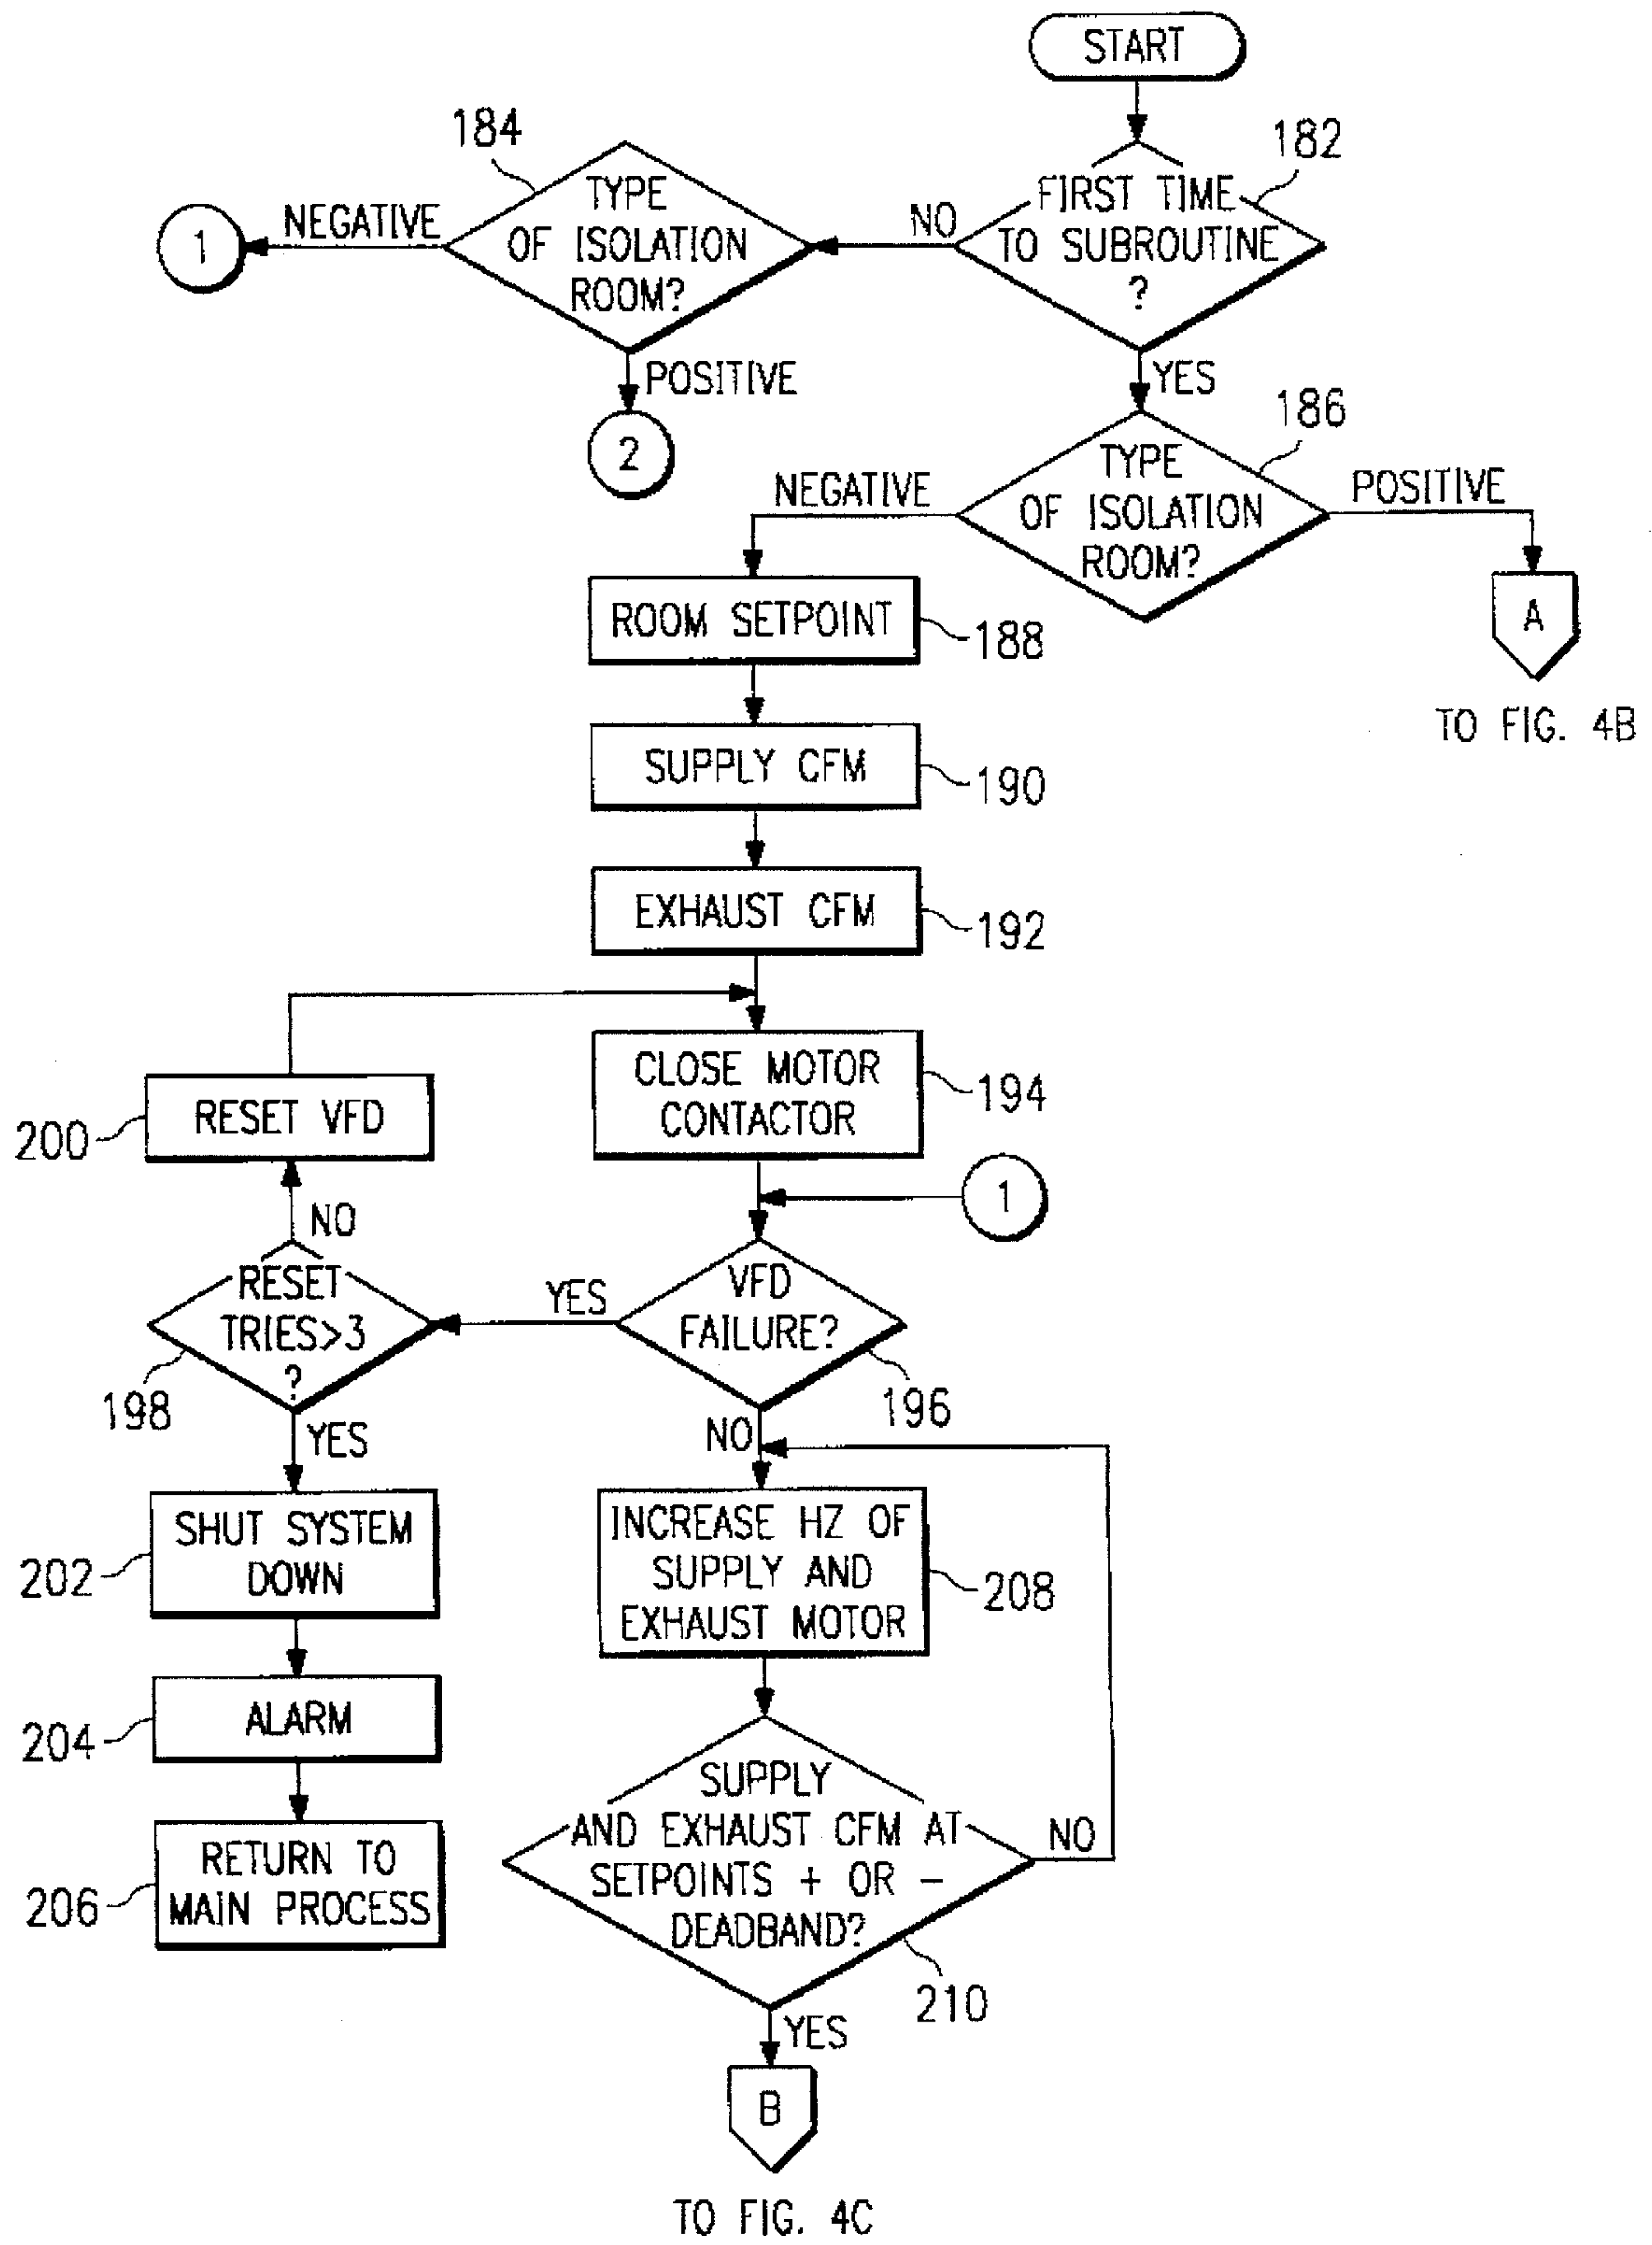 START
184
182
TYPE
OF ISOLATION
ROOM?
NEGATIVE
1
NO
FIRST TIME
TO SUBROUTINE
?
POSITIVE
2
YES
186
TYPE
OF ISOLATION
ROOM?
NEGATIVE
POSITIVE
A
TO FIG. 4B
ROOM SETPOINT
188
SUPPLY CFM
190
EXHAUST CFM
192
CLOSE MOTOR
CONTACTOR
194
RESET VFD
200
1
NO
RESET
TRIES>3
?
198
YES
VFD
FAILURE?
196
YES
NO
SHUT SYSTEM
DOWN
202
INCREASE HZ OF
SUPPLY AND
EXHAUST MOTOR
208
ALARM
204
RETURN TO
MAIN PROCESS
206
SUPPLY
AND EXHAUST CFM AT
SETPOINTS + OR -
DEADBAND?
NO
210
YES
B
TO FIG. 4C